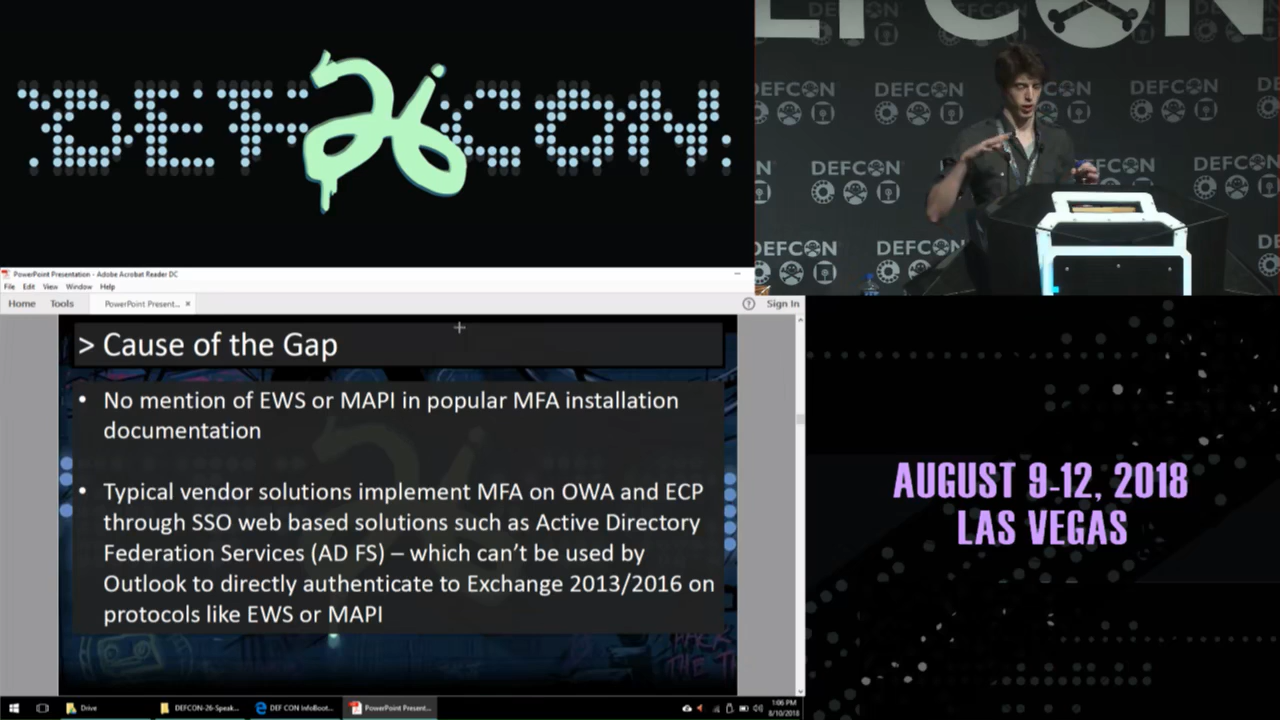 DEF 26 CON
DEFCON
DEFCON DEFCON DEFCON
DEFCON DEFCON DEFCON
DEFCON DEFCON
PowerPoint Presentation - Adobe Acrobat Reader DC
File Edit View Window Help
Home Tools PowerPoint Present... × ? Sign In
> Cause of the Gap
• No mention of EWS or MAPI in popular MFA installation
documentation
• Typical vendor solutions implement MFA on OWA and ECP
through SSO web based solutions such as Active Directory
Federation Services (AD FS) – which can't be used by
Outlook to directly authenticate to Exchange 2013/2016 on
protocols like EWS or MAPI
AUGUST 9-12, 2018
LAS VEGAS
Drive DEFCON-26-Speak... DEF CON InfoBoot... PowerPoint Present... 1:06 PM
8/10/2018